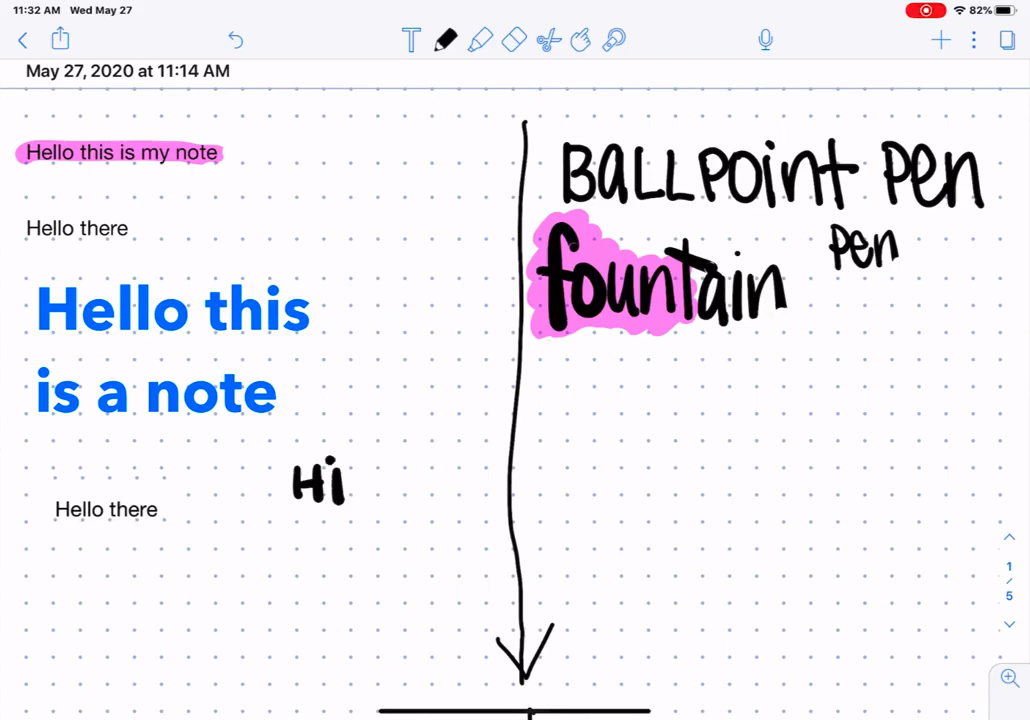 11:32 AM Wed May 27
82%
T
May 27, 2020 at 11:14 AM
Hello this is my note
Hello there
Hello this
is a note
Hi
Hello there
BALLPOint Pen
fountain pen
1
/
5